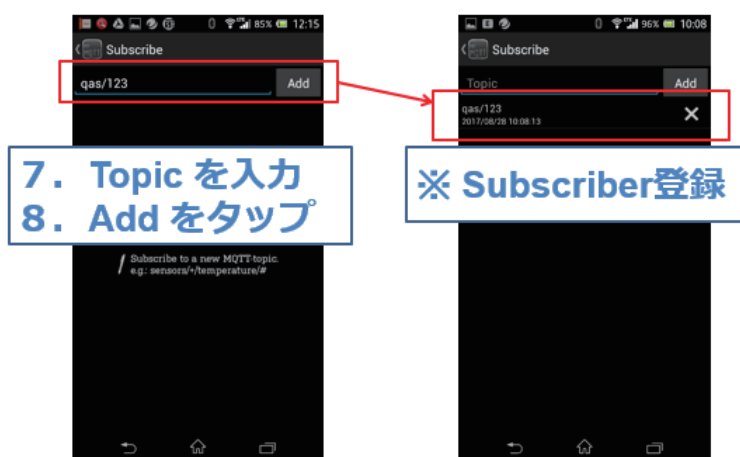 85% 12:15
Subscribe
qas/123
Add
7. Topic を入力
8. Add をタップ
Subscribe to a new MQTT-topic.
e.g.: sensors/+/temperature/#
96% 10:08
Subscribe
Topic
Add
qas/123
2017/08/28 10:08:13
※ Subscriber登録